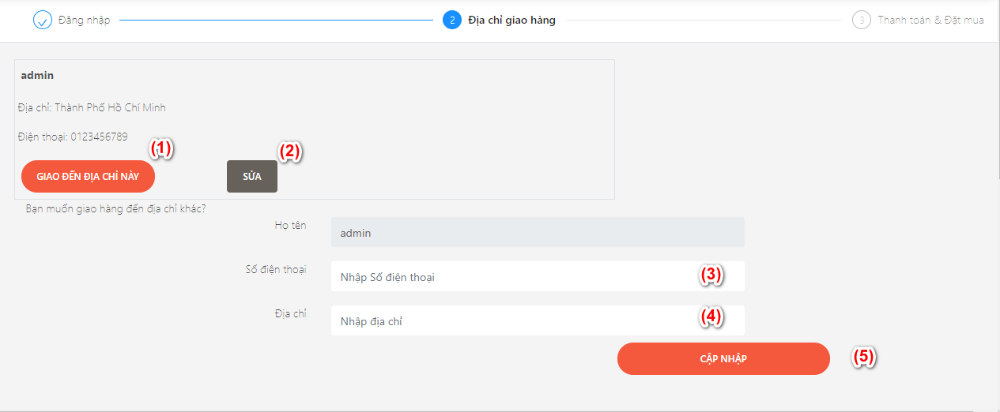 Đăng nhập
2 Địa chỉ giao hàng
3 Thanh toán & Đặt mua
admin
Địa chỉ: Thành Phố Hồ Chí Minh
Điện thoại: 0123456789
(1)
(2)
GIAO ĐẾN ĐỊA CHỈ NÀY
SỬA
Bạn muốn giao hàng đến địa chỉ khác?
Họ tên
admin
Số điện thoại
Nhập Số điện thoại
(3)
Địa chỉ
Nhập địa chỉ
(4)
CẬP NHẬP
(5)